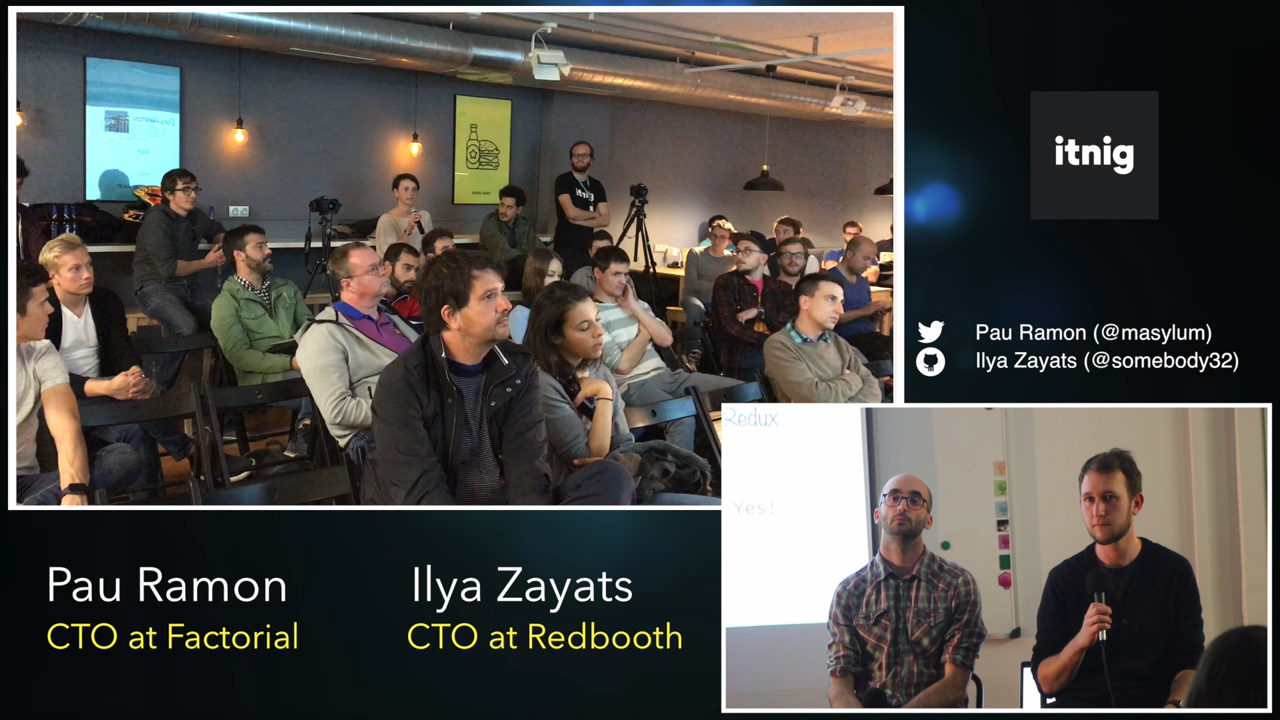 itnig
itnig
Pau Ramon (@masylum)
Ilya Zayats (@somebody32)
Redux
Yes!
Pau Ramon
Ilya Zayats
CTO at Factorial
CTO at Redbooth